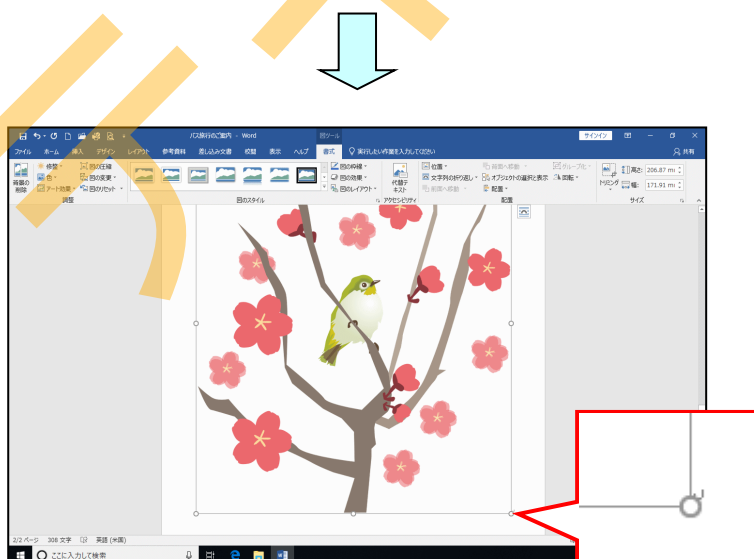 バス旅行のご案内 - Word
図ツール
サインイン
ファイル ホーム 挿入 デザイン レイアウト 参考資料 差し込み文書 校閲 表示 ヘルプ 書式 実行したい作業を入力してください 共有
背景の削除
修整
色
アート効果
図の圧縮
図の変更
図のリセット
調整
図のスタイル
図の枠線
図の効果
図のレイアウト
代替テキスト
アクセシビリティ
位置
文字列の折り返し
前面へ移動
背面へ移動
オブジェクトの選択と表示
配置
グループ化
回転
配置
トリミング
高さ: 206.87
幅: 171.91
サイズ
2/2 ページ 308 文字 英語 (米国)
ここに入力して検索